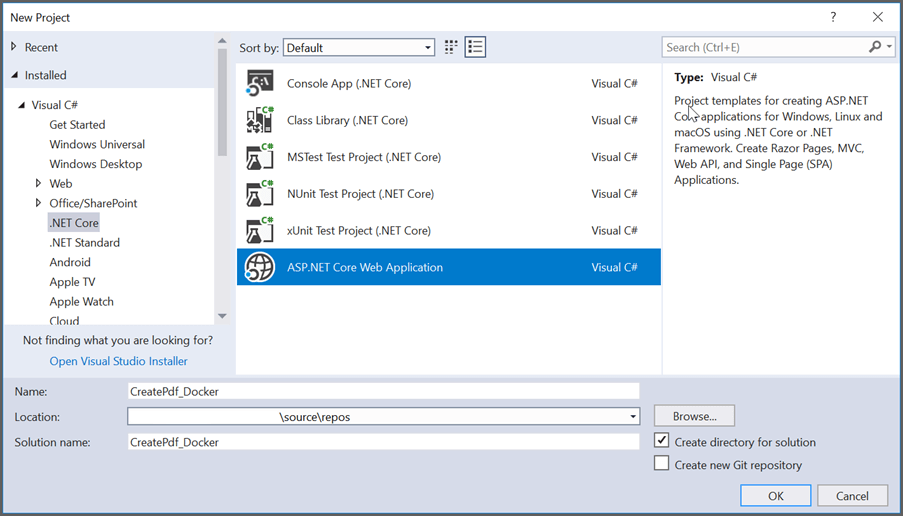 New Project
?
Recent
Installed
Visual C#
Get Started
Windows Universal
Windows Desktop
Web
Office/SharePoint
.NET Core
.NET Standard
Android
Apple TV
Apple Watch
Cloud
Not finding what you are looking for?
Open Visual Studio Installer
Sort by: Default
Search (Ctrl+E)
Console App (.NET Core) Visual C#
Class Library (.NET Core) Visual C#
MSTest Test Project (.NET Core) Visual C#
NUnit Test Project (.NET Core) Visual C#
xUnit Test Project (.NET Core) Visual C#
ASP.NET Core Web Application Visual C#
Type: Visual C#
Project templates for creating ASP.NET
Core applications for Windows, Linux and
macOS using .NET Core or .NET
Framework. Create Razor Pages, MVC,
Web API, and Single Page (SPA)
Applications.
Name: CreatePdf_Docker
Location: \source\repos
Browse...
Solution name: CreatePdf_Docker
Create directory for solution
Create new Git repository
OK
Cancel